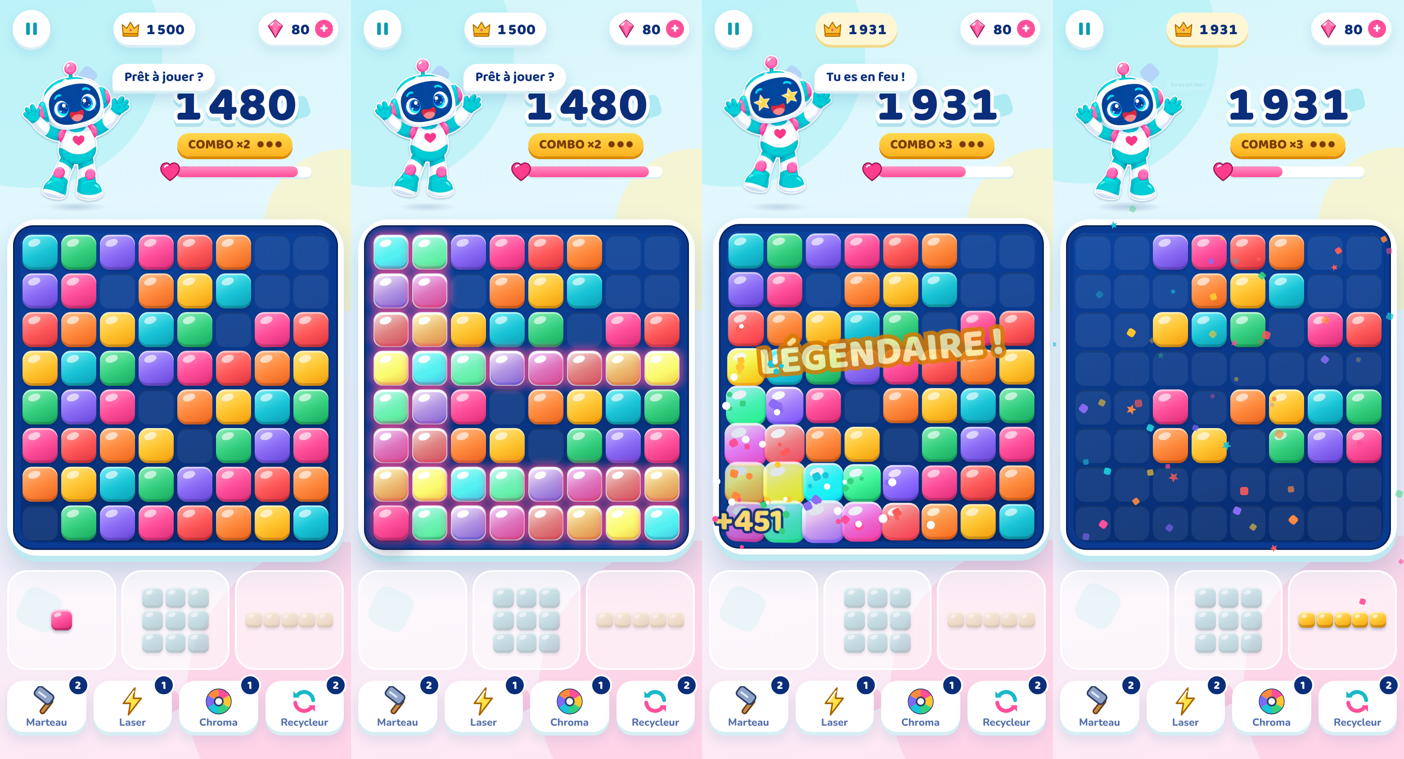 1500
80 +
Prêt à jouer ?
1480
COMBO ×2
2
1
1
2
Marteau
Laser
Chroma
Recycleur
1500
80 +
Prêt à jouer ?
1480
COMBO ×2
2
1
1
2
Marteau
Laser
Chroma
Recycleur
1931
80 +
Tu es en feu !
1931
COMBO ×3
LÉGENDAIRE !
+451
2
1
1
2
Marteau
Laser
Chroma
Recycleur
1931
80 +
1931
COMBO ×3
2
2
1
2
Marteau
Laser
Chroma
Recycleur